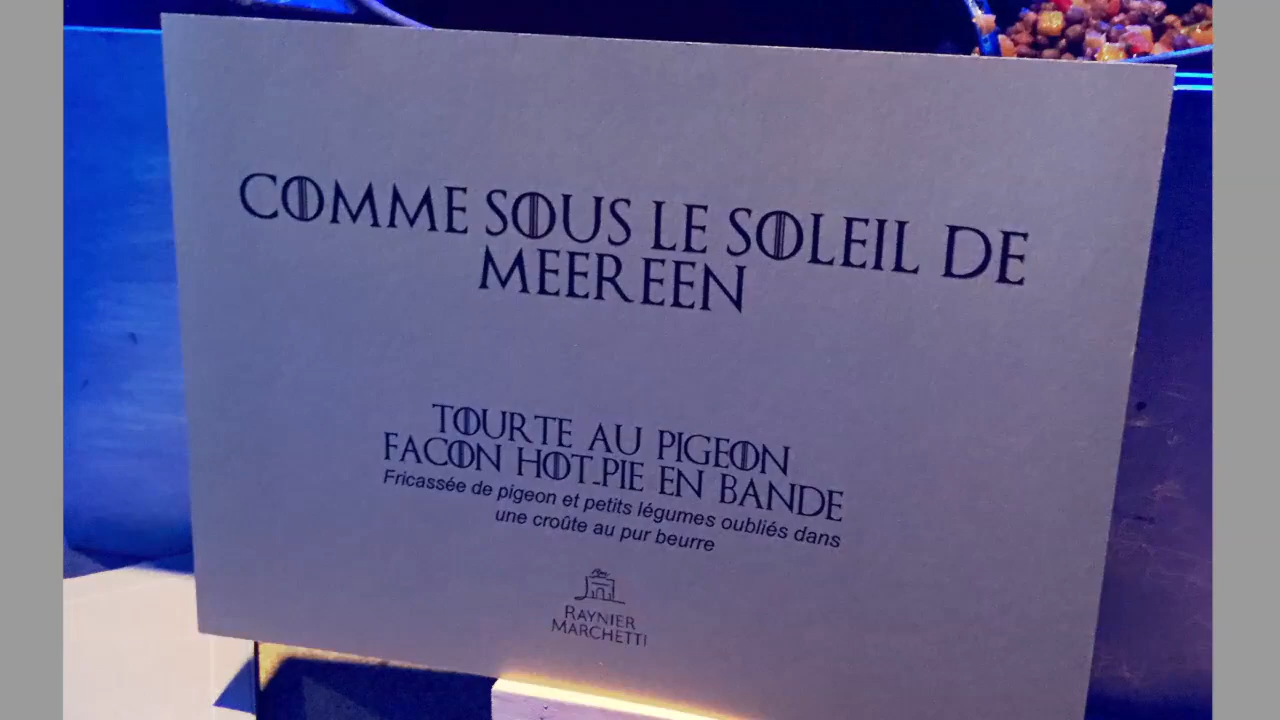 COMME SOUS LE SOLEIL DE
MEEREEN
TOURTE AU PIGEON
FACON HOT-PIE EN BANDE
Fricassée de pigeon et petits légumes oubliés dans
une croûte au pur beurre
RAYNIER
MARCHETTI